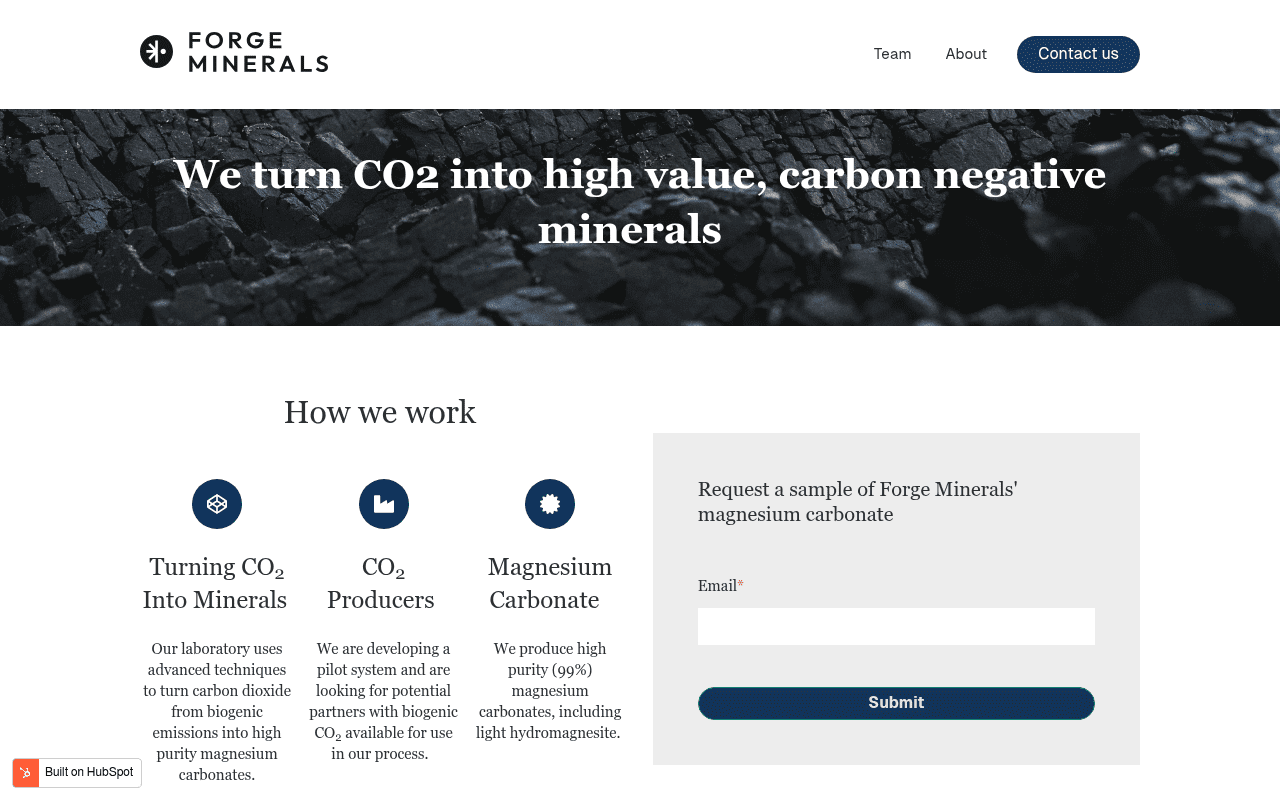 FORGE
MINERALS
Team
About
Contact us
We turn CO2 into high value, carbon negative
minerals
How we work
Turning CO₂
Into Minerals
Our laboratory uses
advanced techniques
to turn carbon dioxide
from biogenic
emissions into high
purity magnesium
carbonates.
CO₂
Producers
We are developing a
pilot system and are
looking for potential
partners with biogenic
CO₂ available for use
in our process.
Magnesium
Carbonate
We produce high
purity (99%)
magnesium
carbonates, including
light hydromagnesite.
Request a sample of Forge Minerals'
magnesium carbonate
Email*
Submit
Built on HubSpot